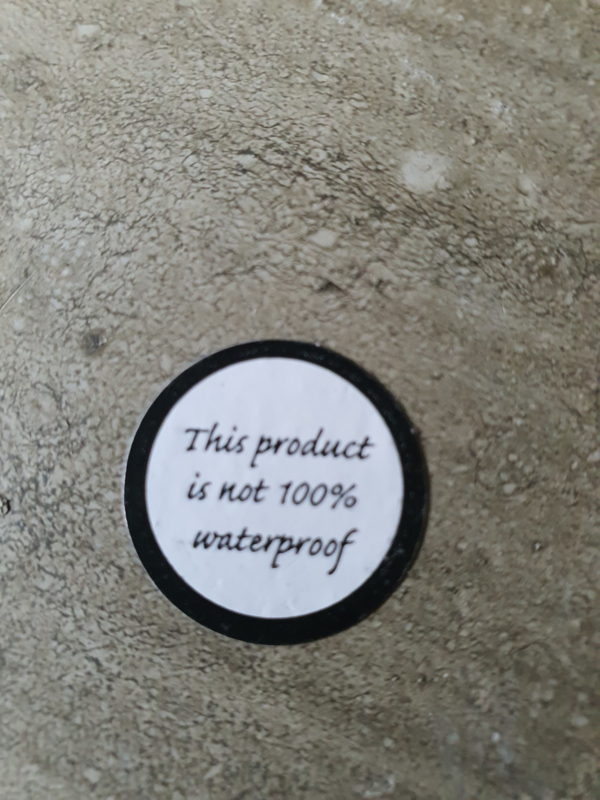 This product
is not 100%
waterproof